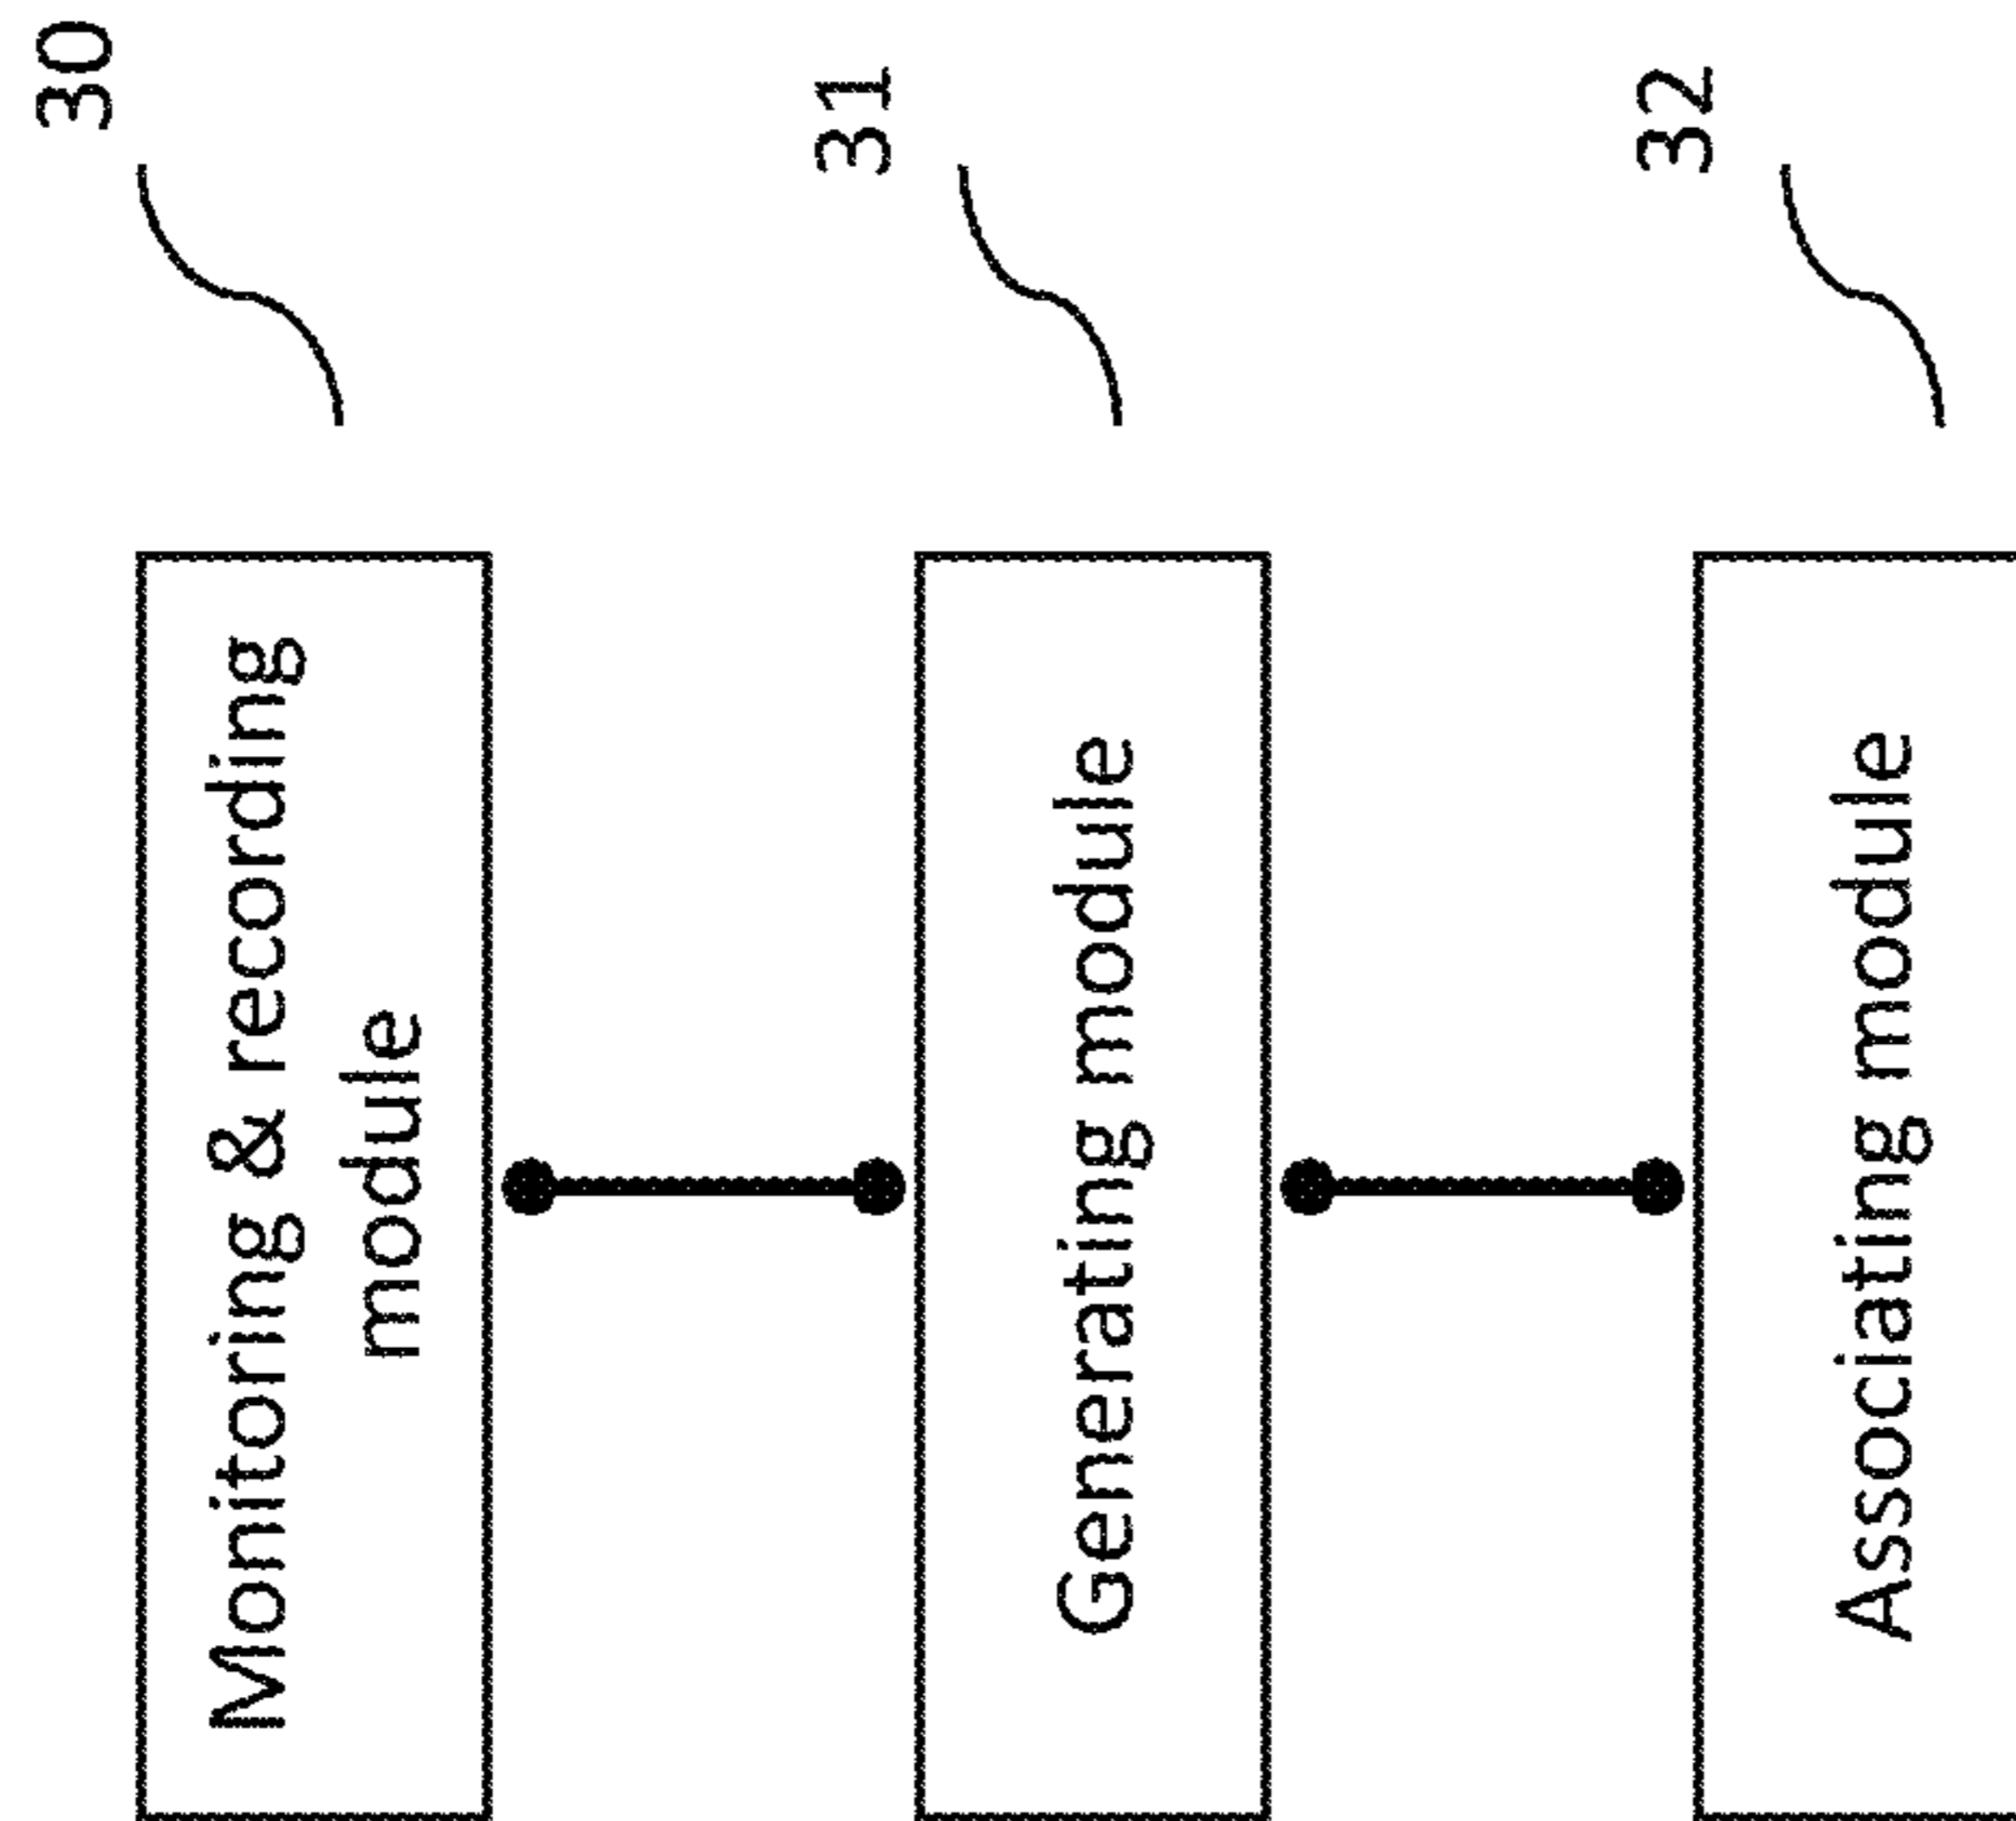 Monitoring & recording
module
30
Generating module
31
Associating module
32